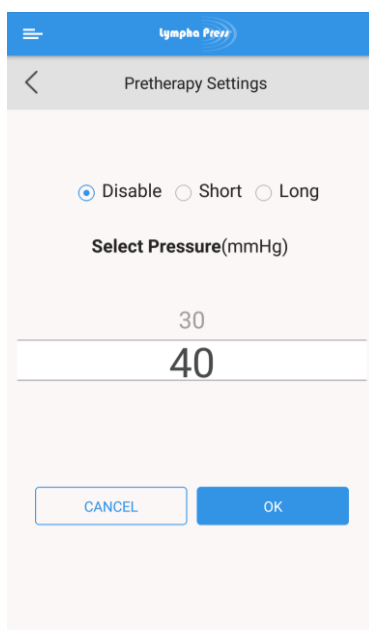 Lympha Press
Pretherapy Settings
Disable Short Long
Select Pressure(mmHg)
30
40
CANCEL OK